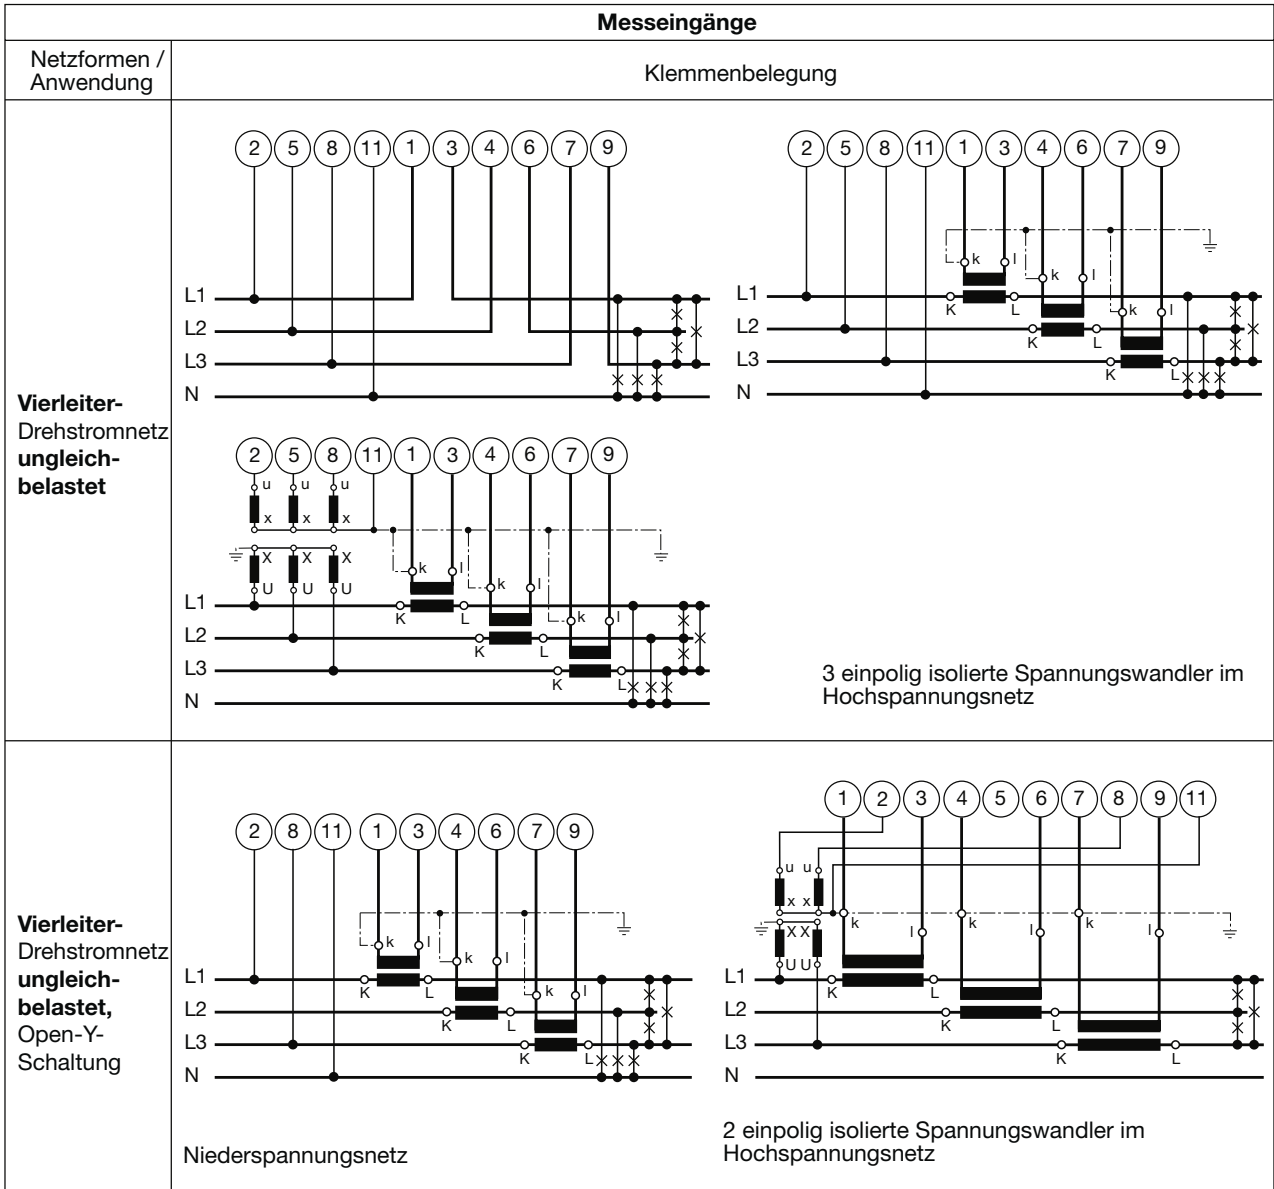 Messeingänge
Netzformen /
Anwendung
Klemmenbelegung
Vierleiter-
Drehstromnetz
ungleich-
belastet
2 5 8 11 1 3 4 6 7 9
k l
k l
k l
L1
K L
L2
K L
L3
K L
N
2 5 8 11 1 3 4 6 7 9
L1
L2
L3
N
2 5 8 11 1 3 4 6 7 9
u u u
x x x
X X X
U U U
k l
k l
k l
L1
K L
L2
K L
L3
K L
N
3 einpolig isolierte Spannungswandler im
Hochspannungsnetz
Vierleiter-
Drehstromnetz
ungleich-
belastet,
Open-Y-
Schaltung
2 8 11 1 3 4 6 7 9
k l
k l
k l
L1
K L
L2
K L
L3
K L
N
Niederspannungsnetz
1 2 3 4 5 6 7 8 9 11
u u
x x
X X
U U
k l
k l
k l
L1
K L
L2
K L
L3
K L
N
2 einpolig isolierte Spannungswandler im
Hochspannungsnetz